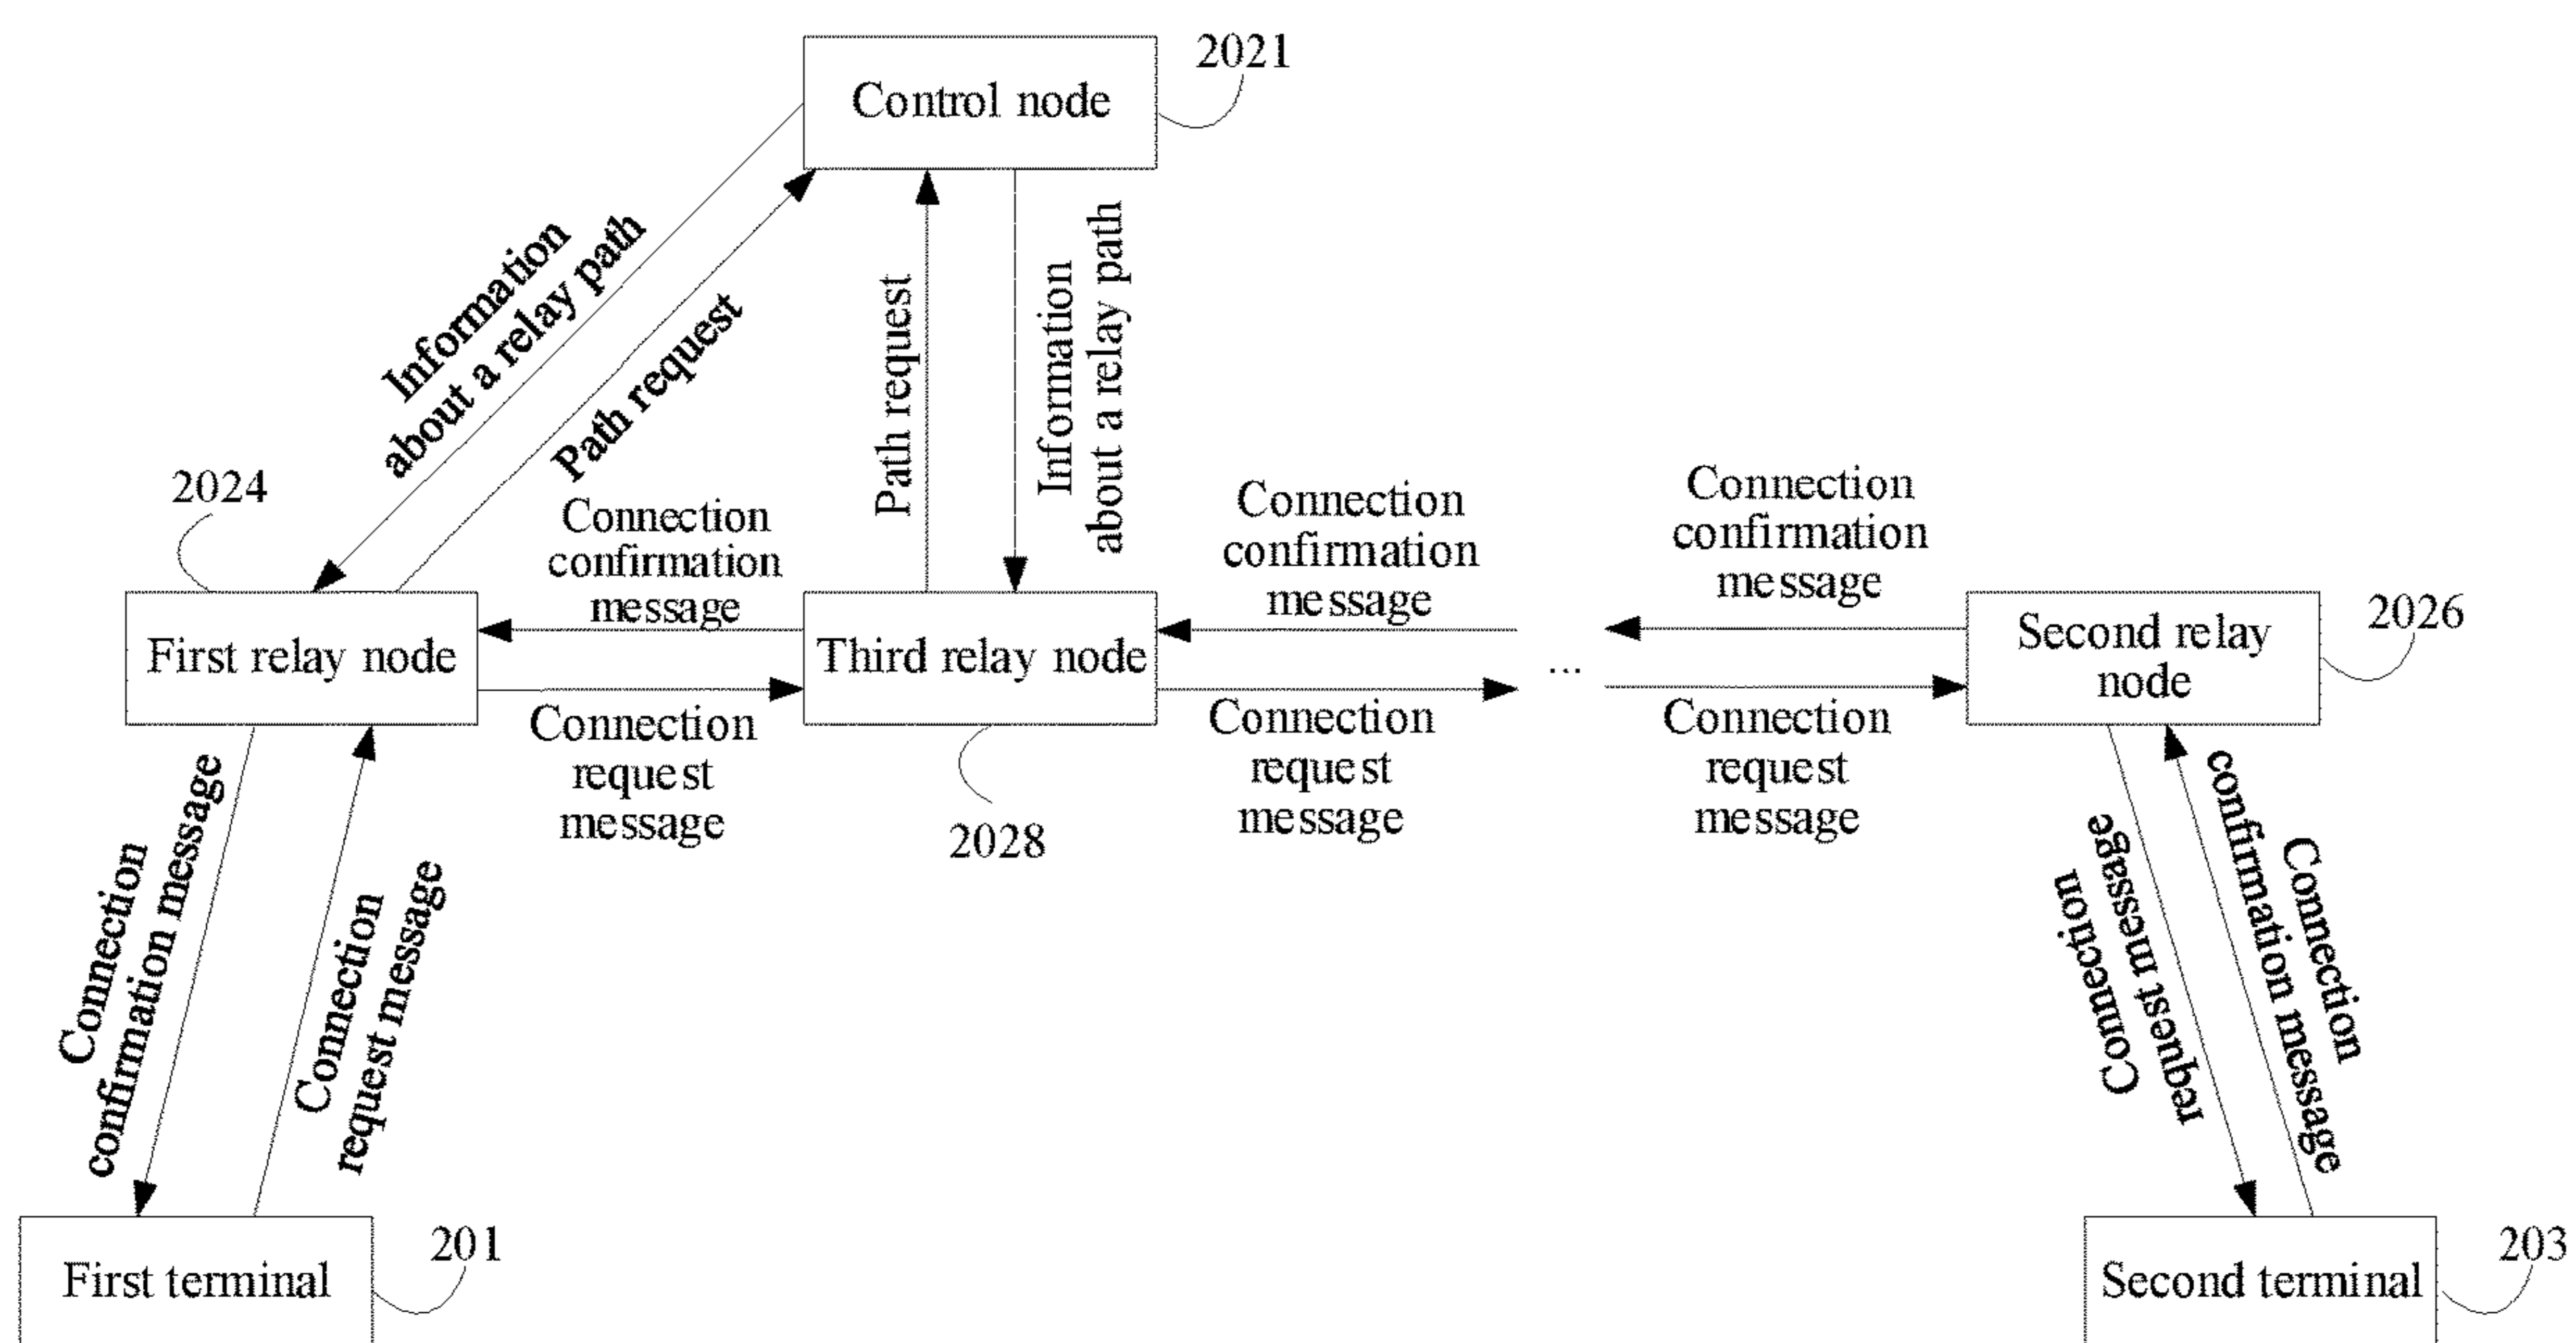 2021
Control node
Information
about a relay path
Path request
Path request
Information
about a relay path
2024
Connection
confirmation
message
Connection
confirmation
message
Connection
confirmation
message
First relay node
Third relay node
...
Second relay
node
2026
Connection
request
message
2028
Connection
request
message
Connection
request
message
Connection
confirmation message
Connection
request message
Connection
request message
Connection
confirmation message
First terminal
201
Second terminal
203